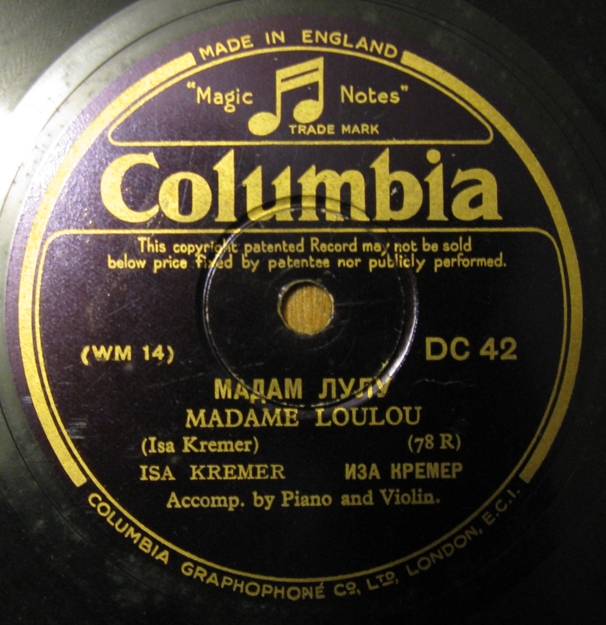 MADE IN ENGLAND
"Magic Notes"
TRADE MARK
Columbia
This copyright patented Record may not be sold
below price fixed by patentee nor publicly performed.
(WM 14) DC 42
МАДАМ ЛУЛУ
MADAME LOULOU
(Isa Kremer) (78 R)
ISA KREMER ИЗА КРЕМЕР
Accomp. by Piano and Violin.
COLUMBIA GRAPHOPHONE CO, LTD, LONDON, E.C.1.